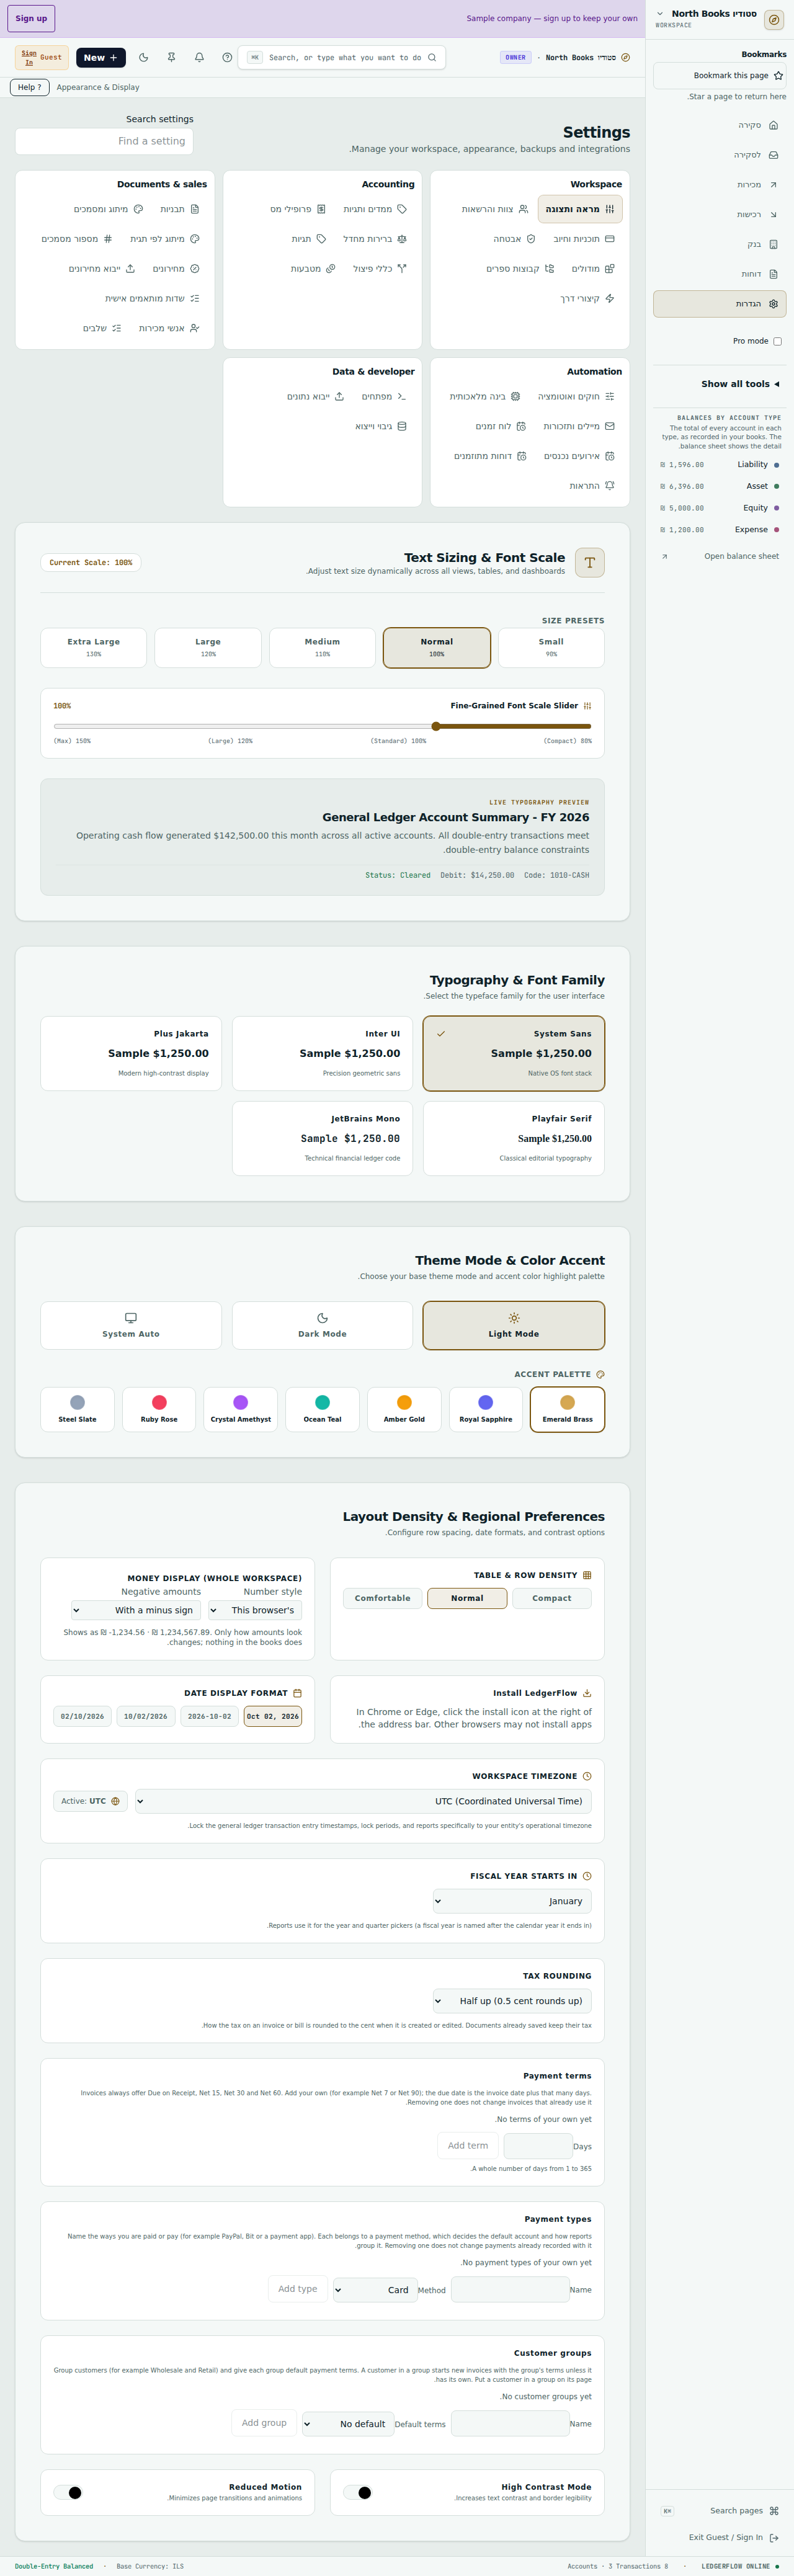 Sign up
Sample company — sign up to keep your own
סטודיו North Books
WORKSPACE
Sign In
Guest
New +
⌘K
Search, or type what you want to do
OWNER
· סטודיו North Books
Help ?
Appearance & Display
Bookmarks
Bookmark this page
.Star a page to return here
סקירה
לסקירה
מכירות
רכישות
בנק
דוחות
הגדרות
Pro mode
Show all tools
BALANCES BY ACCOUNT TYPE
The total of every account in each
type, as recorded in your books. The
.balance sheet shows the detail
Liability
₪ 1,596.00
Asset
₪ 6,396.00
Equity
₪ 5,000.00
Expense
₪ 1,200.00
Open balance sheet
Search pages
⌘K
Exit Guest / Sign In
Settings
.Manage your workspace, appearance, backups and integrations
Search settings
Find a setting
Workspace
מראה ותצוגה
צוות והרשאות
תוכניות וחיוב
אבטחה
מודולים
קבוצות ספרים
קיצורי דרך
Accounting
ממדים ותגיות
פרופילי מס
ברירות מחדל
תגיות
כללי פיצול
מטבעות
Documents & sales
תבניות
מיתוג ומסמכים
מיתוג לפי תגית
מספור מסמכים
מחירונים
ייבוא מחירונים
שדות מותאמים אישית
אנשי מכירות
שלבים
Automation
חוקים ואוטומציה
בינה מלאכותית
מיילים ותזכורות
לוח זמנים
אירועים נכנסים
דוחות מתוזמנים
התראות
Data & developer
מפתחים
ייבוא נתונים
גיבוי וייצוא
Text Sizing & Font Scale
.Adjust text size dynamically across all views, tables, and dashboards
Current Scale: 100%
SIZE PRESETS
Small
90%
Normal
100%
Medium
110%
Large
120%
Extra Large
130%
Fine-Grained Font Scale Slider
100%
(Compact) 80%
(Standard) 100%
(Large) 120%
(Max) 150%
LIVE TYPOGRAPHY PREVIEW
General Ledger Account Summary - FY 2026
Operating cash flow generated $142,500.00 this month across all active accounts. All double-entry transactions meet
.double-entry balance constraints
Code: 1010-CASH
Debit: $14,250.00
Status: Cleared
Typography & Font Family
.Select the typeface family for the user interface
System Sans
Sample $1,250.00
Native OS font stack
Inter UI
Sample $1,250.00
Precision geometric sans
Plus Jakarta
Sample $1,250.00
Modern high-contrast display
Playfair Serif
Sample $1,250.00
Classical editorial typography
JetBrains Mono
Sample $1,250.00
Technical financial ledger code
Theme Mode & Color Accent
.Choose your base theme mode and accent color highlight palette
Light Mode
Dark Mode
System Auto
ACCENT PALETTE
Emerald Brass
Royal Sapphire
Amber Gold
Ocean Teal
Crystal Amethyst
Ruby Rose
Steel Slate
Layout Density & Regional Preferences
.Configure row spacing, date formats, and contrast options
TABLE & ROW DENSITY
Compact
Normal
Comfortable
MONEY DISPLAY (WHOLE WORKSPACE)
Number style
This browser's
Negative amounts
With a minus sign
Shows as ₪ -1,234.56 · ₪ 1,234,567.89. Only how amounts look
.changes; nothing in the books does
Install LedgerFlow
In Chrome or Edge, click the install icon at the right of
.the address bar. Other browsers may not install apps
DATE DISPLAY FORMAT
Oct 02, 2026
2026-10-02
10/02/2026
02/10/2026
WORKSPACE TIMEZONE
UTC (Coordinated Universal Time)
Active: UTC
.Lock the general ledger transaction entry timestamps, lock periods, and reports specifically to your entity's operational timezone
FISCAL YEAR STARTS IN
January
.Reports use it for the year and quarter pickers (a fiscal year is named after the calendar year it ends in)
TAX ROUNDING
Half up (0.5 cent rounds up)
.How the tax on an invoice or bill is rounded to the cent when it is created or edited. Documents already saved keep their tax
Payment terms
Invoices always offer Due on Receipt, Net 15, Net 30 and Net 60. Add your own (for example Net 7 or Net 90); the due date is the invoice date plus that many days.
.Removing one does not change invoices that already use it
.No terms of your own yet
Days
Add term
.A whole number of days from 1 to 365
Payment types
Name the ways you are paid or pay (for example PayPal, Bit or a payment app). Each belongs to a payment method, which decides the default account and how reports
.group it. Removing one does not change payments already recorded with it
.No payment types of your own yet
Name
Method
Card
Add type
Customer groups
Group customers (for example Wholesale and Retail) and give each group default payment terms. A customer in a group starts new invoices with the group's terms unless it
.has its own. Put a customer in a group on its page
.No customer groups yet
Name
Default terms
No default
Add group
High Contrast Mode
.Increases text contrast and border legibility
Reduced Motion
.Minimizes page transitions and animations
LEDGERFLOW ONLINE
·
Accounts · 3 Transactions 8
Base Currency: ILS
·
Double-Entry Balanced